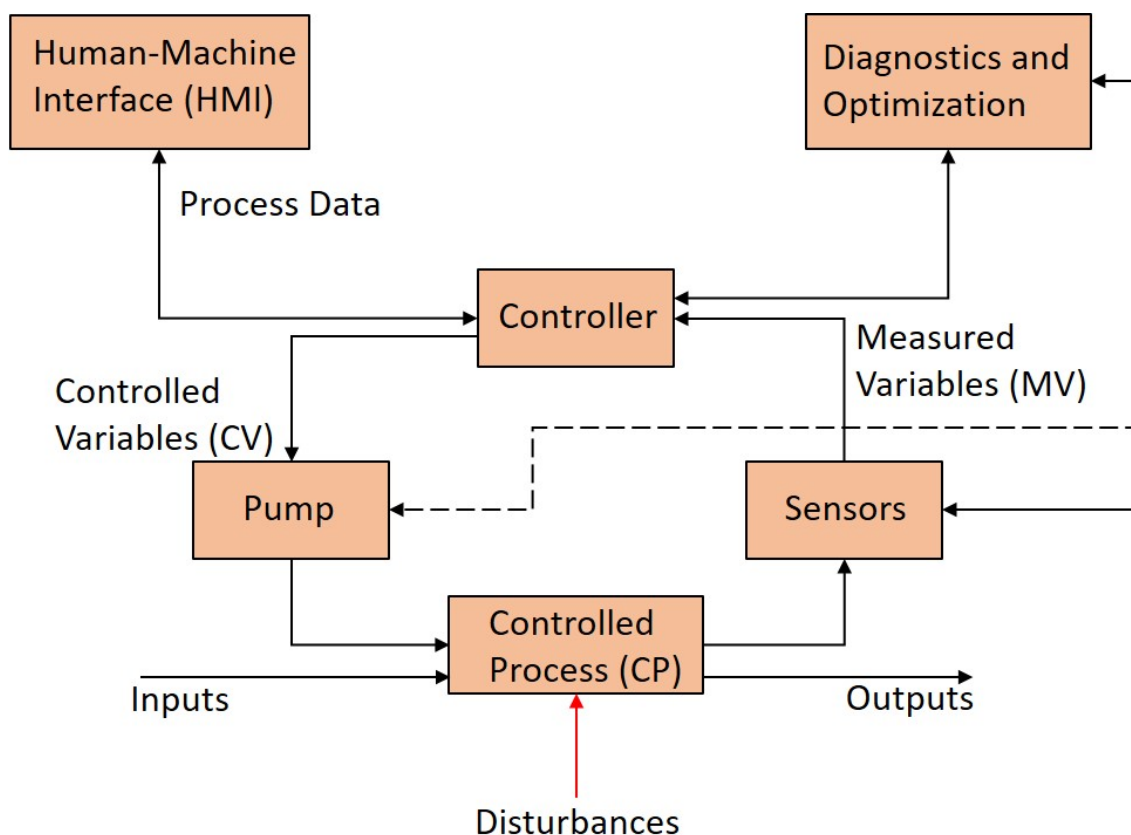 Human-Machine
Interface (HMI)
Diagnostics and
Optimization
Process Data
Controller
Measured
Variables (MV)
Controlled
Variables (CV)
Pump
Sensors
Controlled
Process (CP)
Inputs
Outputs
Disturbances